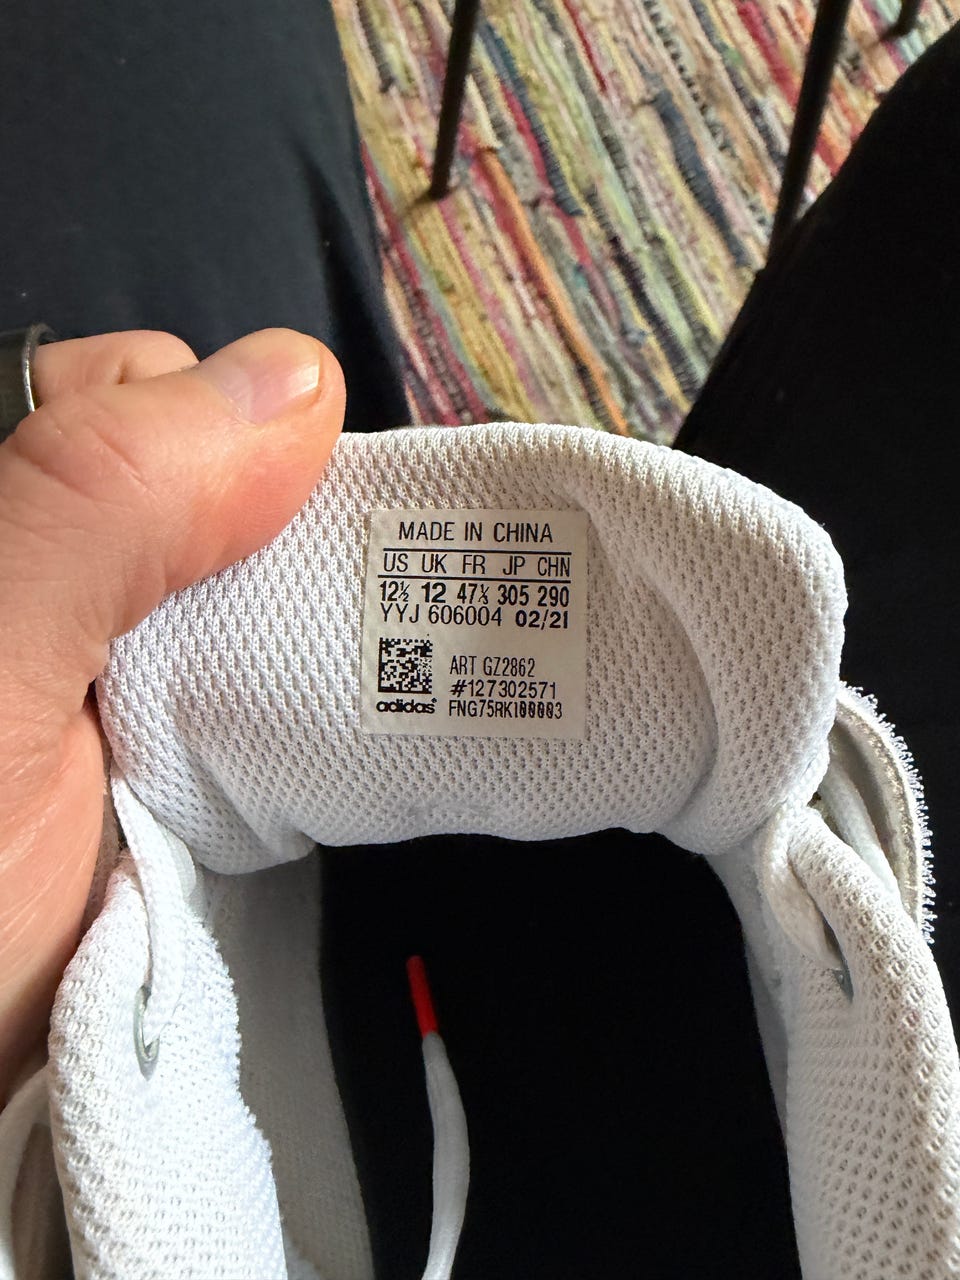 MADE IN CHINA
US UK FR JP CHN
12½ 12 47⅓ 305 290
YYJ 606004 02/21
ART GZ2862
#127302571
adidas FNG75RK100003